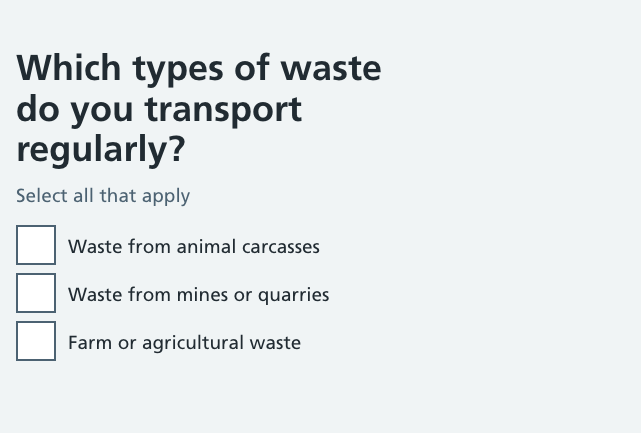 Which types of waste
do you transport
regularly?
Select all that apply
Waste from animal carcasses
Waste from mines or quarries
Farm or agricultural waste